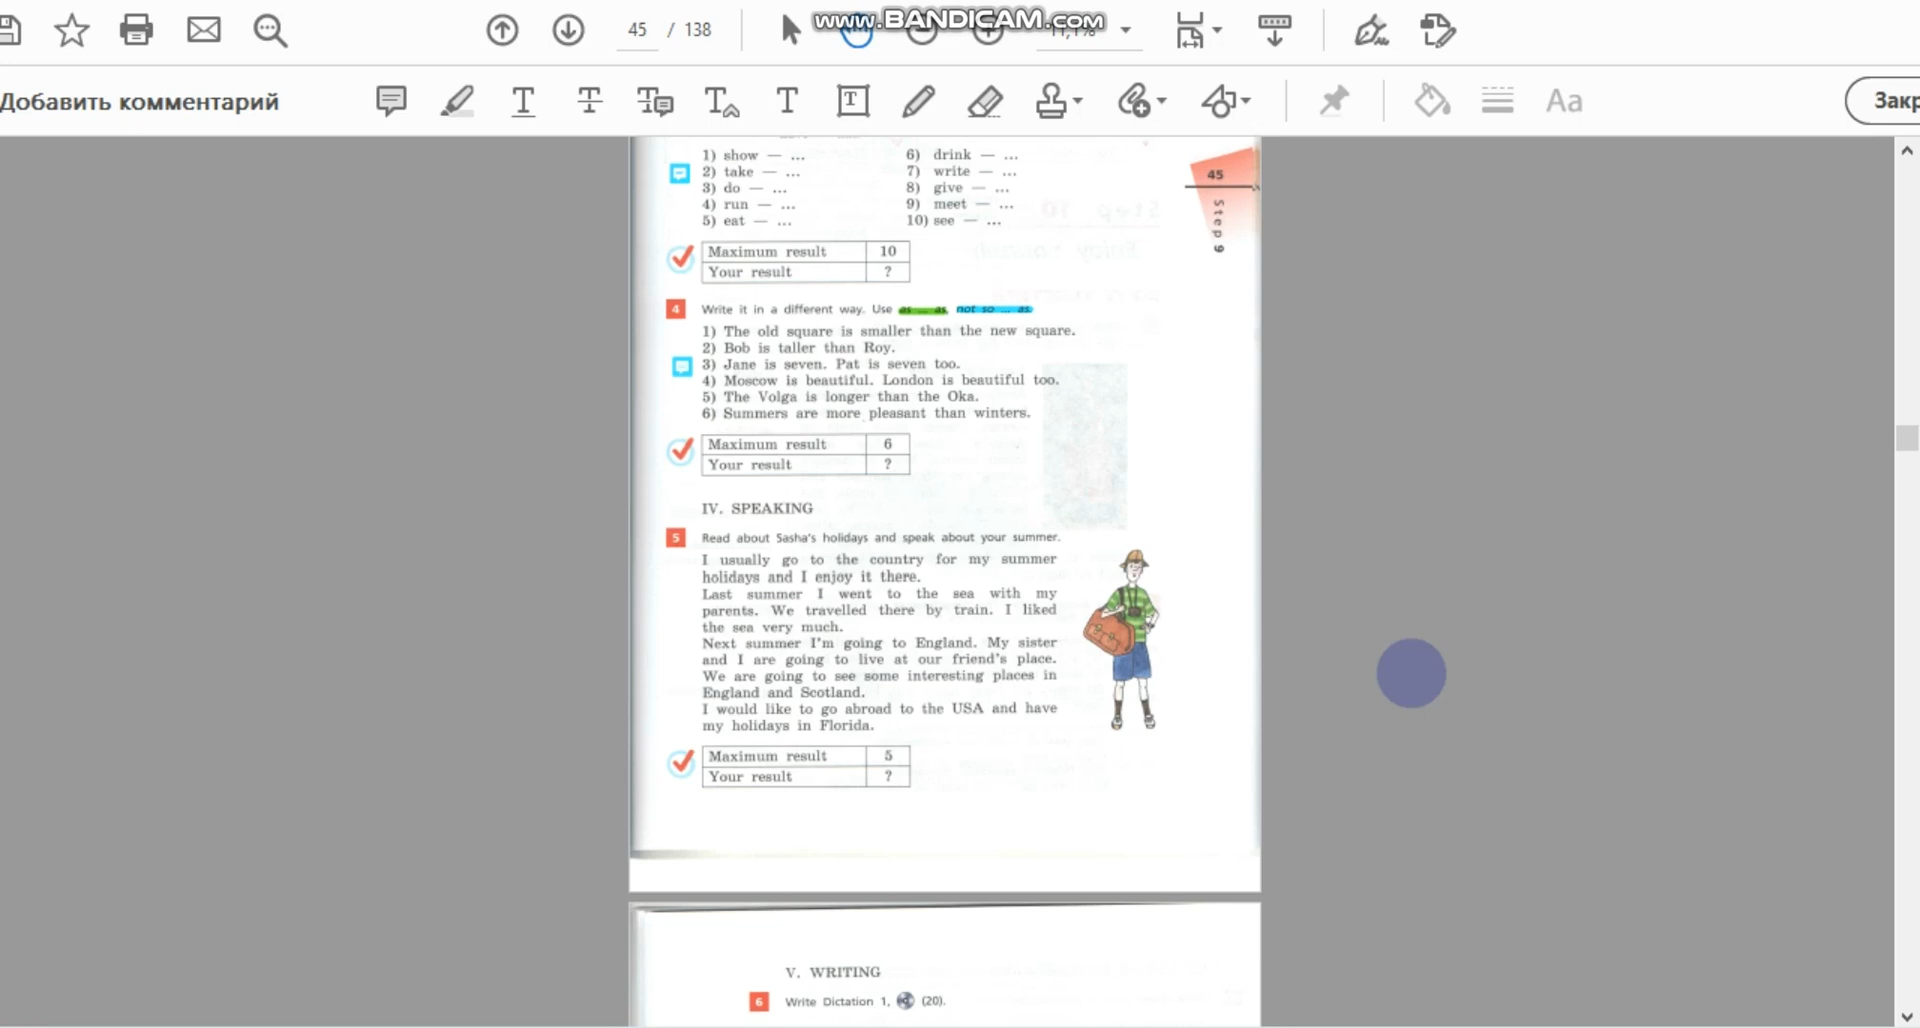 www.BANDICAM.com
45 / 138
Добавить комментарий
Aa
1) show — ...
2) take — ...
3) do — ...
4) run — ...
5) eat — ...
6) drink — ...
7) write — ...
8) give — ...
9) meet — ...
10) see — ...
45
Step 9
Maximum result 10
Your result ?
4 Write it in a different way. Use as ... as, not so ... as.
1) The old square is smaller than the new square.
2) Bob is taller than Roy.
3) Jane is seven. Pat is seven too.
4) Moscow is beautiful. London is beautiful too.
5) The Volga is longer than the Oka.
6) Summers are more pleasant than winters.
Maximum result 6
Your result ?
IV. SPEAKING
5 Read about Sasha's holidays and speak about your summer.
I usually go to the country for my summer
holidays and I enjoy it there.
Last summer I went to the sea with my
parents. We travelled there by train. I liked
the sea very much.
Next summer I'm going to England. My sister
and I are going to live at our friend's place.
We are going to see some interesting places in
England and Scotland.
I would like to go abroad to the USA and have
my holidays in Florida.
Maximum result 5
Your result ?
V. WRITING
6 Write Dictation 1, (20).